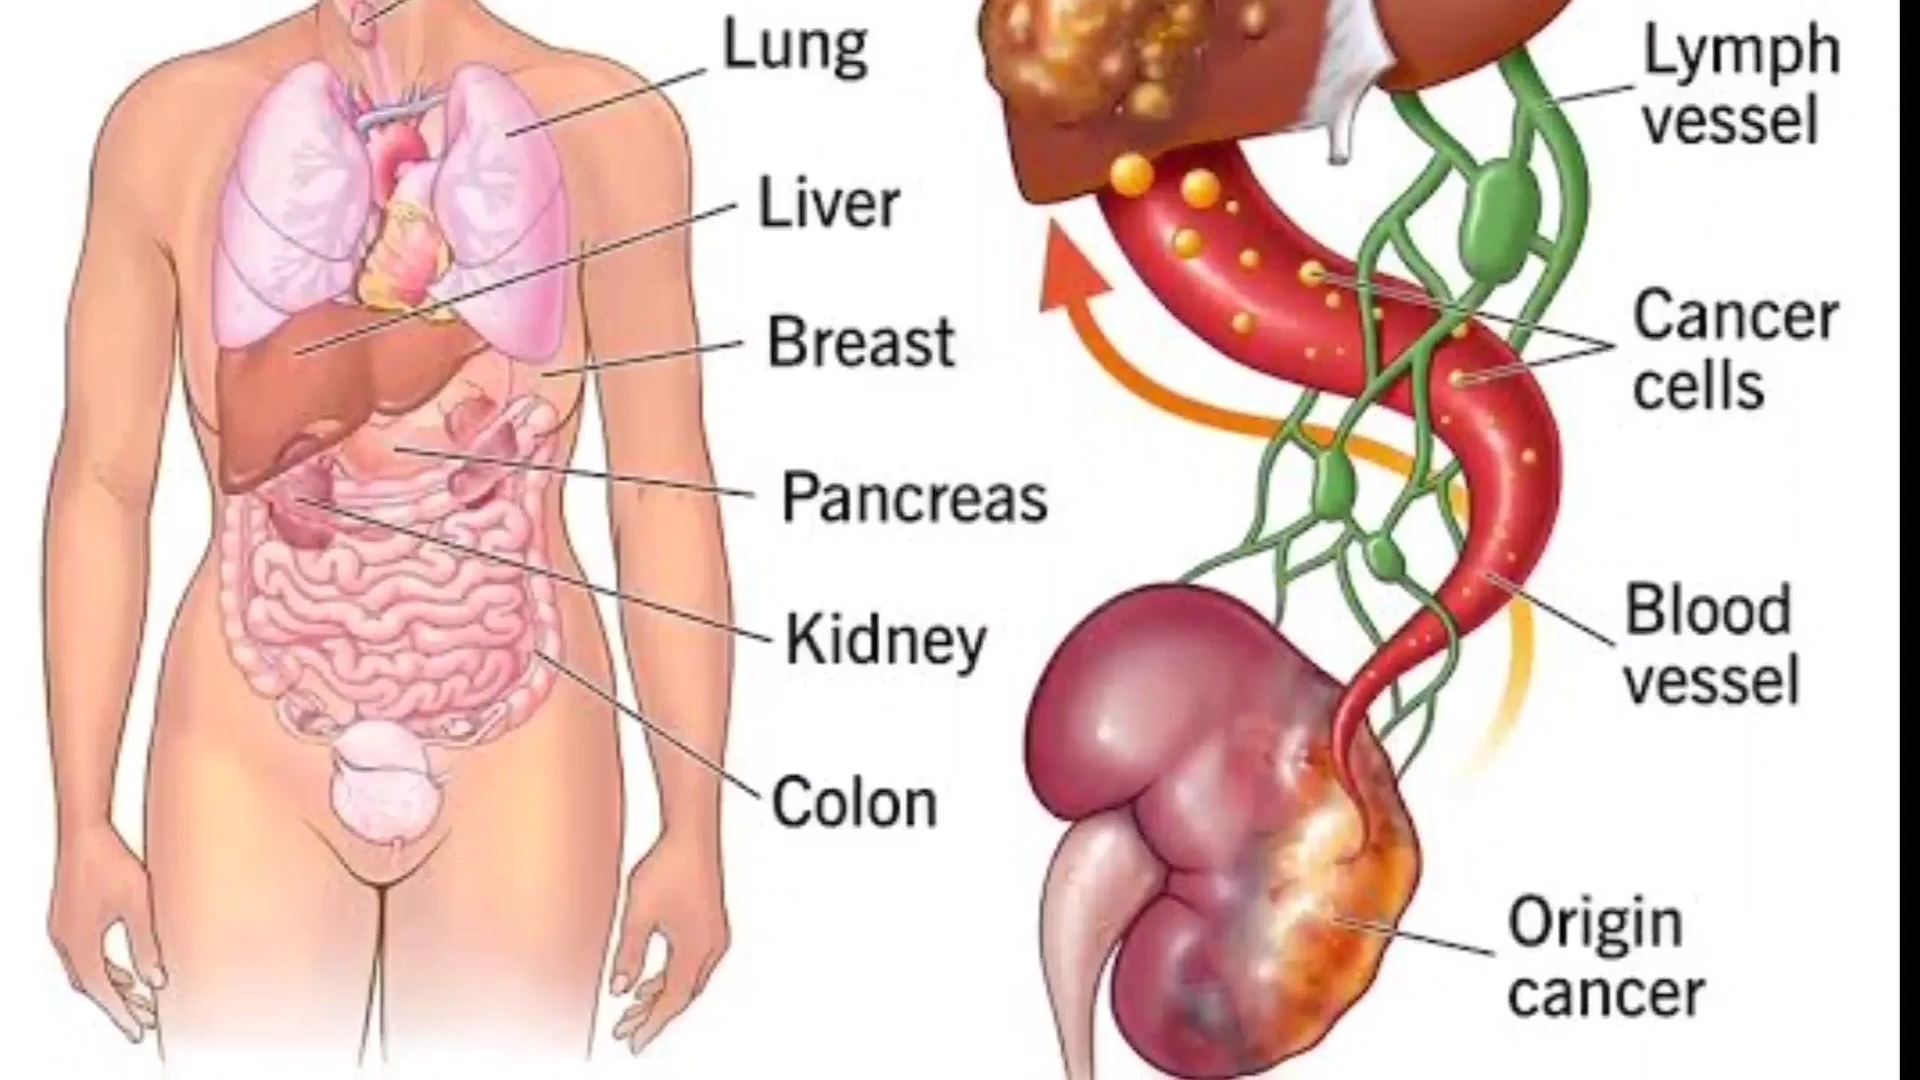 Lung
Liver
Breast
Pancreas
Kidney
Colon
Lymph
vessel
Cancer
cells
Blood
vessel
Origin
cancer